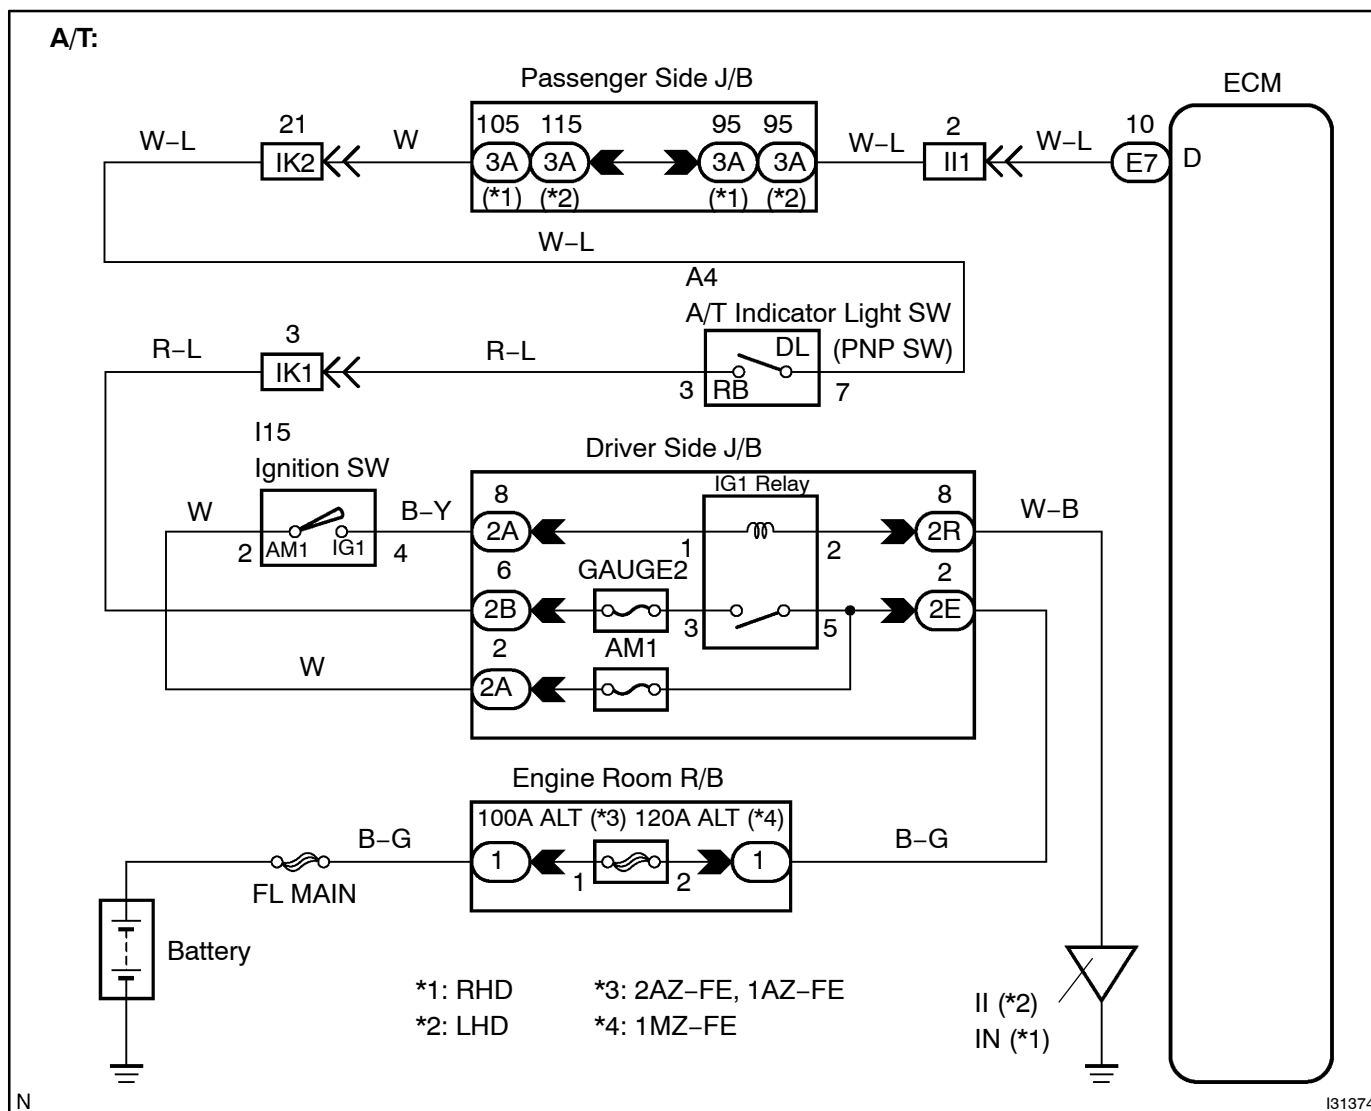 A/T:
Passenger Side J/B
ECM
W–L
21
IK2
W
105
115
3A
3A
(*1)
(*2)
95
95
3A
3A
(*1)
(*2)
W–L
2
II1
W–L
10
E7
D
W–L
A4
A/T Indicator Light SW
(PNP SW)
R–L
3
IK1
R–L
3
RB
DL
7
I15
Ignition SW
Driver Side J/B
W
2
AM1
IG1
4
B–Y
8
2A
IG1 Relay
1
2
8
2R
W–B
6
2B
GAUGE2
3
5
2
2E
W
2
2A
AM1
Engine Room R/B
100A ALT (*3) 120A ALT (*4)
B–G
1
1
2
1
B–G
FL MAIN
Battery
*1: RHD
*3: 2AZ–FE, 1AZ–FE
*2: LHD
*4: 1MZ–FE
II (*2)
IN (*1)
N
I31374